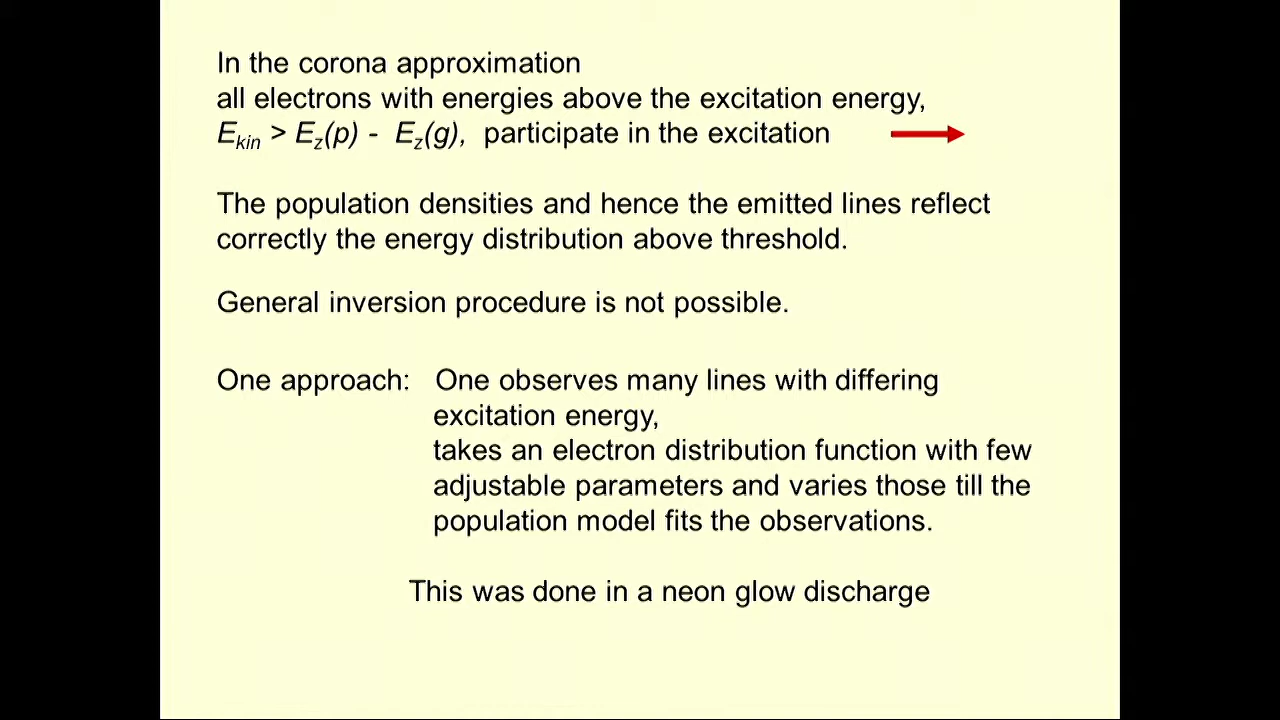 In the corona approximation
all electrons with energies above the excitation energy,
E_kin > E_z(p) - E_z(g), participate in the excitation
The population densities and hence the emitted lines reflect
correctly the energy distribution above threshold.
General inversion procedure is not possible.
One approach: One observes many lines with differing
excitation energy,
takes an electron distribution function with few
adjustable parameters and varies those till the
population model fits the observations.
This was done in a neon glow discharge